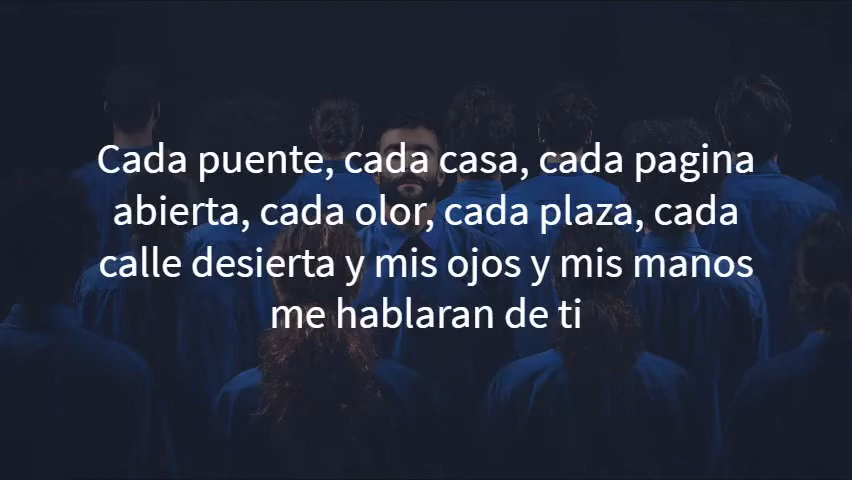 Cada puente, cada casa, cada pagina
abierta, cada olor, cada plaza, cada
calle desierta y mis ojos y mis manos
me hablaran de ti